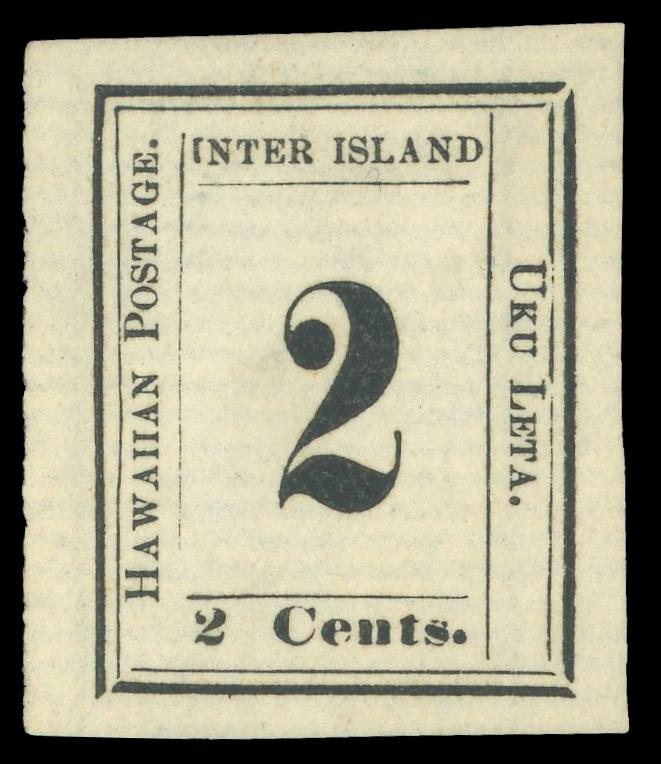 INTER ISLAND
HAWAIIAN POSTAGE.
2
UKU LETA.
2 Cents.